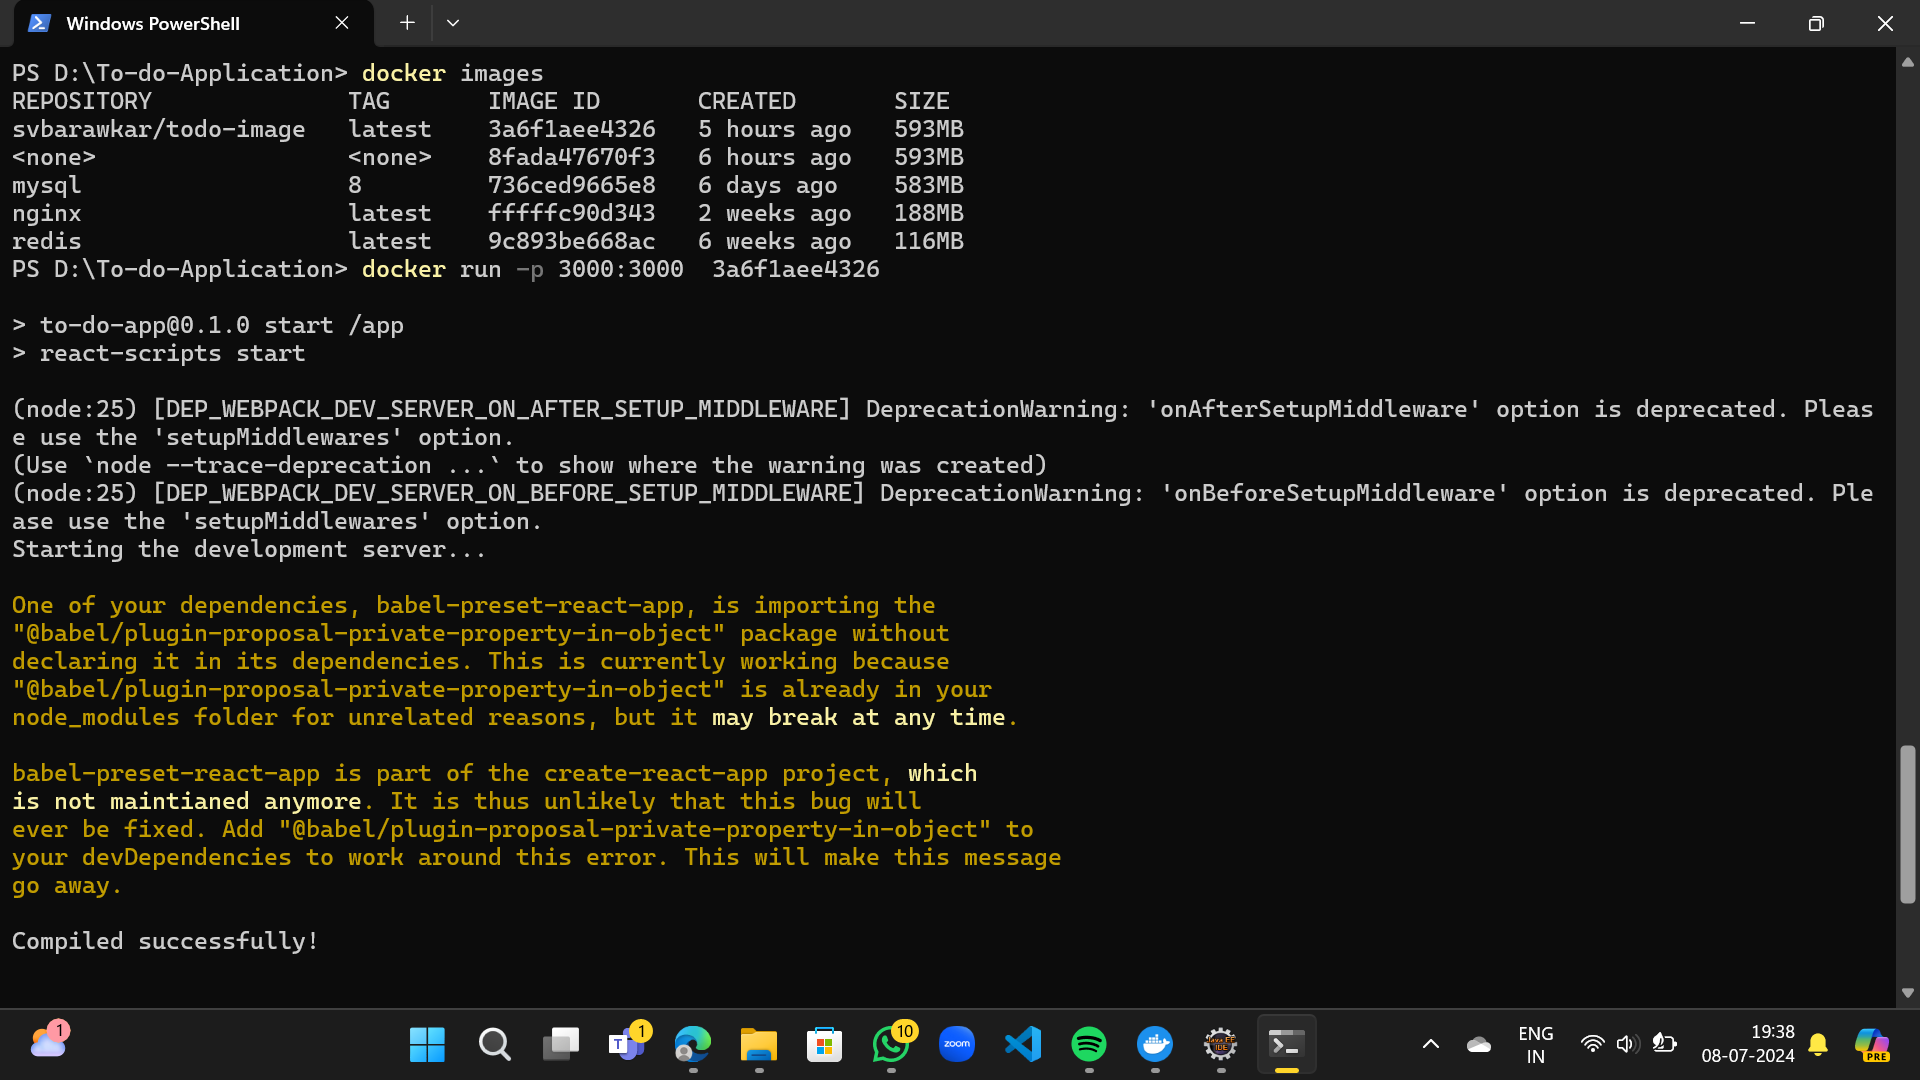 Windows PowerShell
PS D:\To-do-Application> docker images
REPOSITORY TAG IMAGE ID CREATED SIZE
svbarawkar/todo-image latest 3a6f1aee4326 5 hours ago 593MB
<none> <none> 8fada47670f3 6 hours ago 593MB
mysql 8 736ced9665e8 6 days ago 583MB
nginx latest fffffc90d343 2 weeks ago 188MB
redis latest 9c893be668ac 6 weeks ago 116MB
PS D:\To-do-Application> docker run -p 3000:3000  3a6f1aee4326
> to-do-app@0.1.0 start /app
> react-scripts start
(node:25) [DEP_WEBPACK_DEV_SERVER_ON_AFTER_SETUP_MIDDLEWARE] DeprecationWarning: 'onAfterSetupMiddleware' option is deprecated. Pleas
e use the 'setupMiddlewares' option.
(Use `node --trace-deprecation ...` to show where the warning was created)
(node:25) [DEP_WEBPACK_DEV_SERVER_ON_BEFORE_SETUP_MIDDLEWARE] DeprecationWarning: 'onBeforeSetupMiddleware' option is deprecated. Ple
ase use the 'setupMiddlewares' option.
Starting the development server...
One of your dependencies, babel-preset-react-app, is importing the
"@babel/plugin-proposal-private-property-in-object" package without
declaring it in its dependencies. This is currently working because
"@babel/plugin-proposal-private-property-in-object" is already in your
node_modules folder for unrelated reasons, but it may break at any time.
babel-preset-react-app is part of the create-react-app project, which
is not maintianed anymore. It is thus unlikely that this bug will
ever be fixed. Add "@babel/plugin-proposal-private-property-in-object" to
your devDependencies to work around this error. This will make this message
go away.
Compiled successfully!
1
T 1
10
zoom
Java EE
IDE
ENG
IN
19:38
08-07-2024
PRE